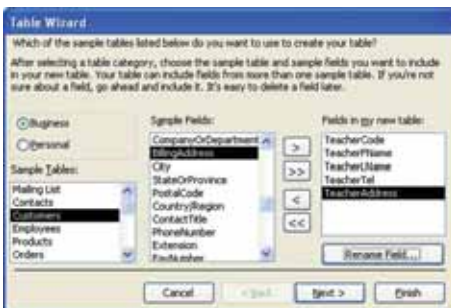 Table Wizard
Which of the sample tables listed below do you want to use to create your table?
After selecting a table category, choose the sample table and sample fields you want to include
in your new table. Your table can include fields from more than one sample table. If you're not
sure about a field, go ahead and include it. It's easy to delete a field later.
Business
Personal
Sample Tables:
Mailing List
Contacts
Customers
Employees
Products
Orders
Sample Fields:
CompanyOrDepartment
BillingAddress
City
StateOrProvince
PostalCode
Country/Region
ContactTitle
PhoneNumber
Extension
FaxNumber
>
>>
<
<<
Fields in my new table:
TeacherCode
TeacherFName
TeacherLName
TeacherTel
TeacherAddress
Rename Field...
Cancel
< Back
Next >
Finish